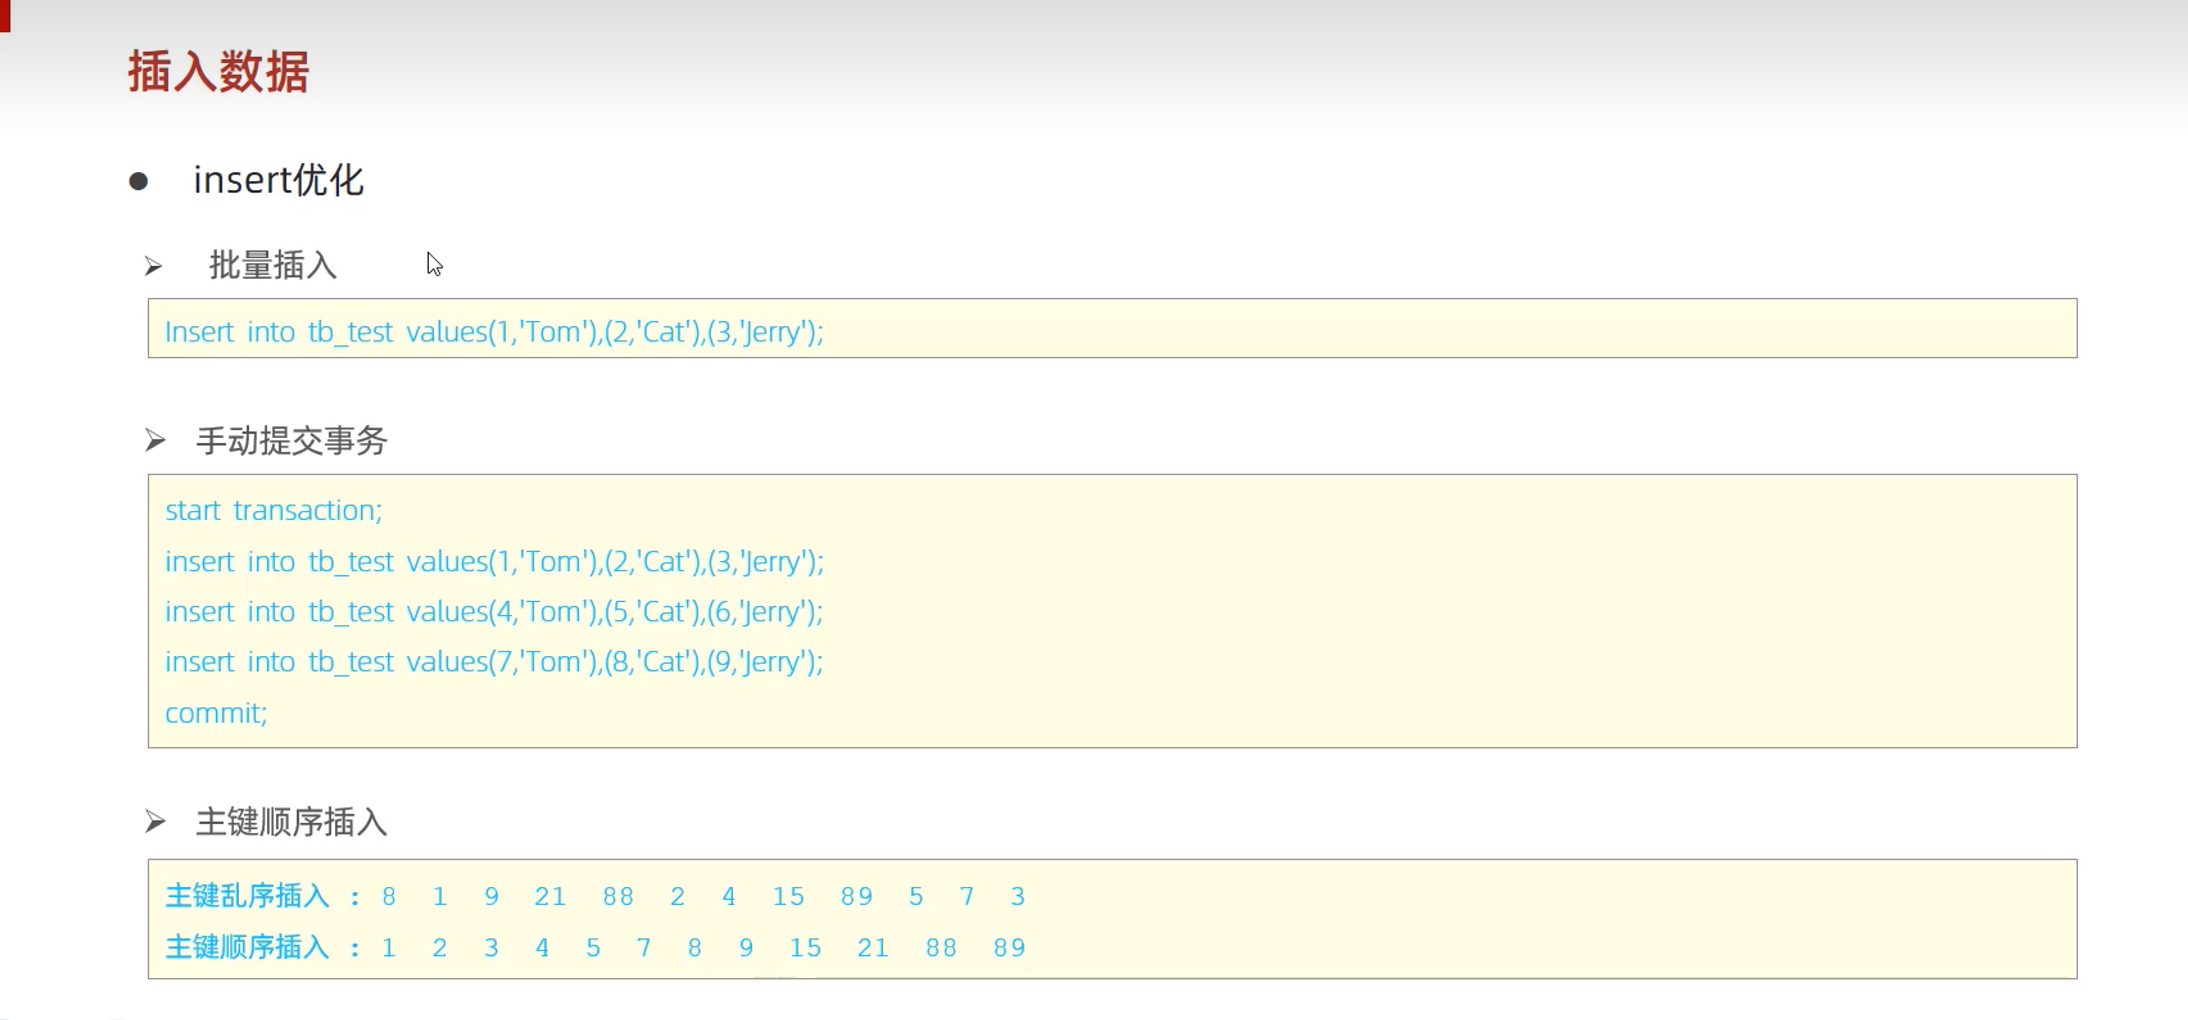 插入数据
insert优化
批量插入
Insert into tb_test values(1,'Tom'),(2,'Cat'),(3,'Jerry');
手动提交事务
start transaction;
insert into tb_test values(1,'Tom'),(2,'Cat'),(3,'Jerry');
insert into tb_test values(4,'Tom'),(5,'Cat'),(6,'Jerry');
insert into tb_test values(7,'Tom'),(8,'Cat'),(9,'Jerry');
commit;
主键顺序插入
主键乱序插入 : 8 1 9 21 88 2 4 15 89 5 7 3
主键顺序插入 : 1 2 3 4 5 7 8 9 15 21 88 89